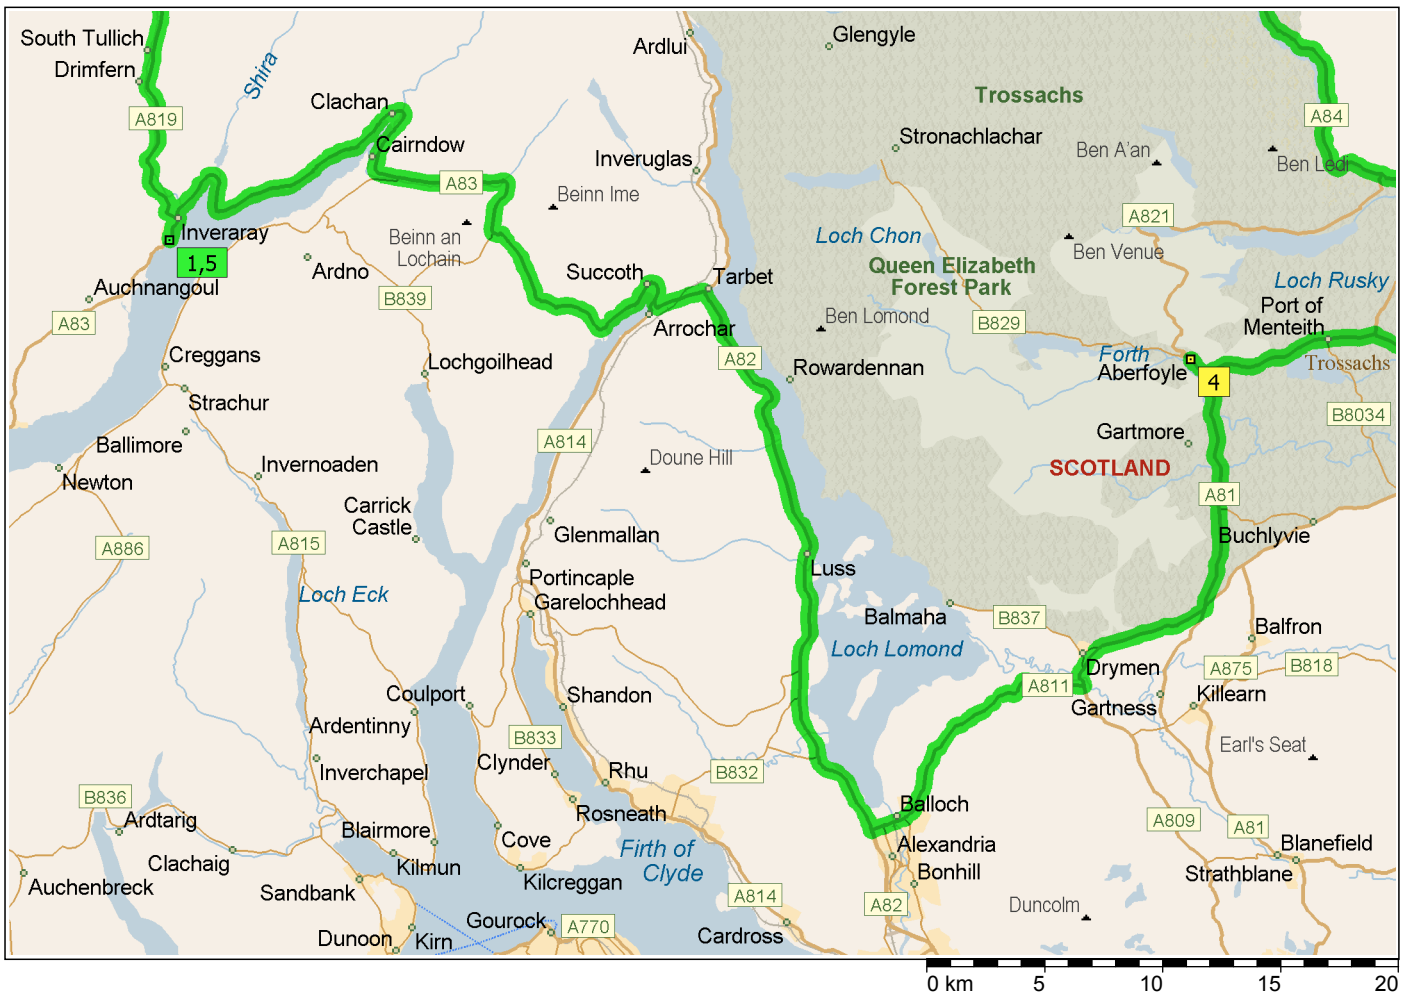 South Tullich
Drimfern
A819
Shira
Clachan
Cairndow
Ardlui
Glengyle
Trossachs
A84
Stronachlachar
Ben A'an
Ben Ledi
Inveruglas
A83
Beinn Ime
Inveraray
1,5
Beinn an
Lochain
A821
Loch Chon
Ben Venue
Ardno
Succoth
Tarbet
Queen Elizabeth
Forest Park
Loch Rusky
Auchnangoul
B839
Port of
Menteith
A83
Arrochar
Ben Lomond
B829
Creggans
Lochgoilhead
A82
Rowardennan
Forth
Aberfoyle
4
Trossachs
Strachur
B8034
Ballimore
A814
Gartmore
Newton
Invernoaden
Doune Hill
SCOTLAND
Carrick
Castle
A81
A886
A815
Glenmallan
Buchlyvie
Portincaple
Luss
Loch Eck
Garelochhead
Balmaha
B837
Balfron
Loch Lomond
Drymen
A875
B818
Coulport
Shandon
A811
Gartness
Killearn
Ardentinny
B833
Earl's Seat
Inverchapel
Clynder
Rhu
B832
B836
Ardtarig
Rosneath
Balloch
A809
A81
Blairmore
Cove
Firth of
Clyde
Alexandria
Blanefield
Clachaig
Kilmun
Bonhill
Strathblane
Auchenbreck
Sandbank
Kilcreggan
A814
A82
Duncolm
Gourock
A770
Dunoon
Kirn
Cardross
0 km
5
10
15
20